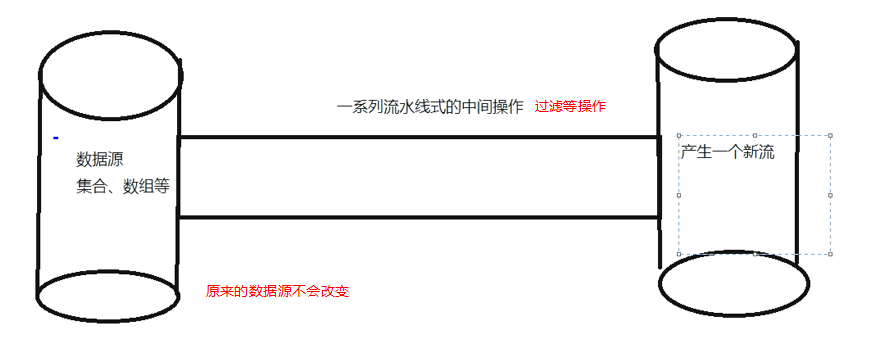 一系列流水线式的中间操作 过滤等操作
数据源
集合、数组等
产生一个新流
原来的数据源不会改变